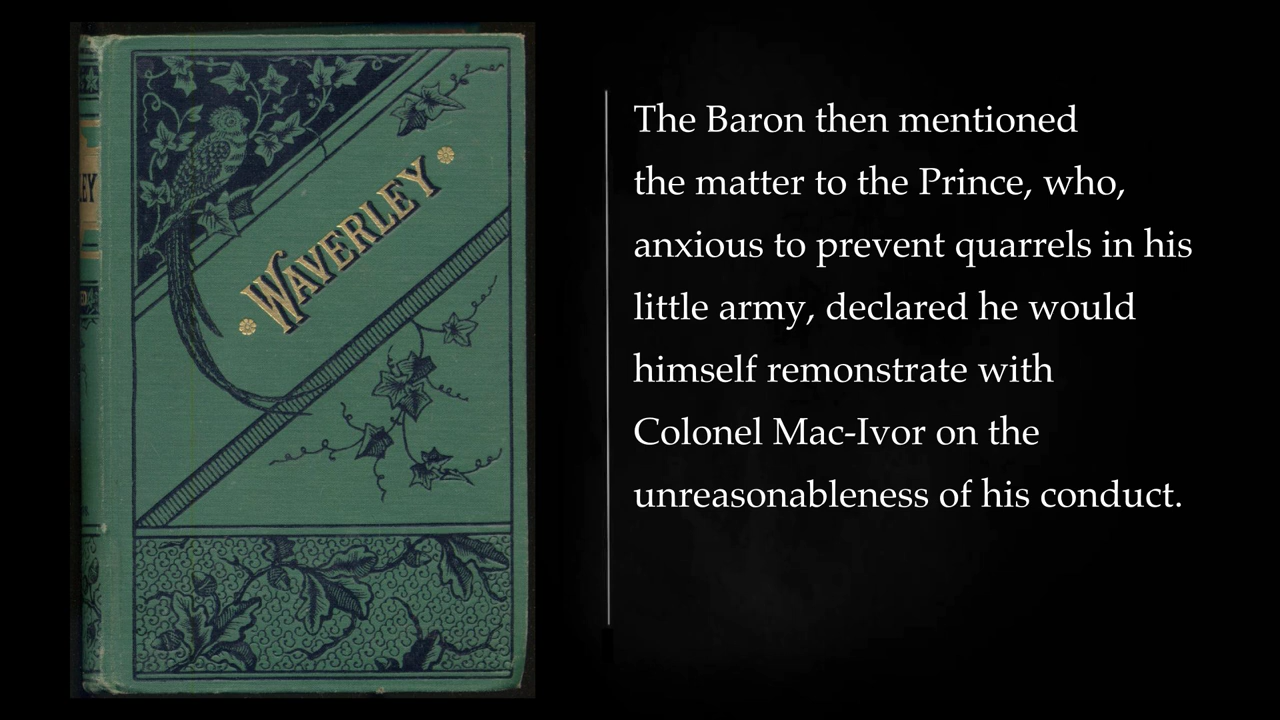 WAVERLEY
The Baron then mentioned
the matter to the Prince, who,
anxious to prevent quarrels in his
little army, declared he would
himself remonstrate with
Colonel Mac-Ivor on the
unreasonableness of his conduct.